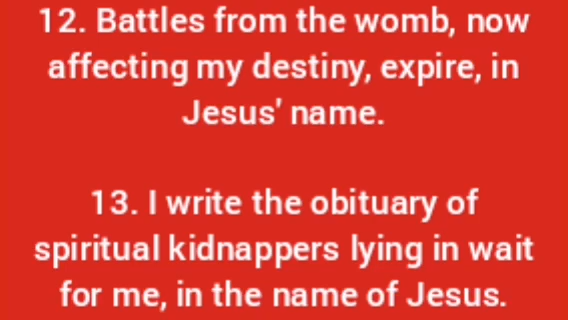 12. Battles from the womb, now
affecting my destiny, expire, in
Jesus' name.
13. I write the obituary of
spiritual kidnappers lying in wait
for me, in the name of Jesus.